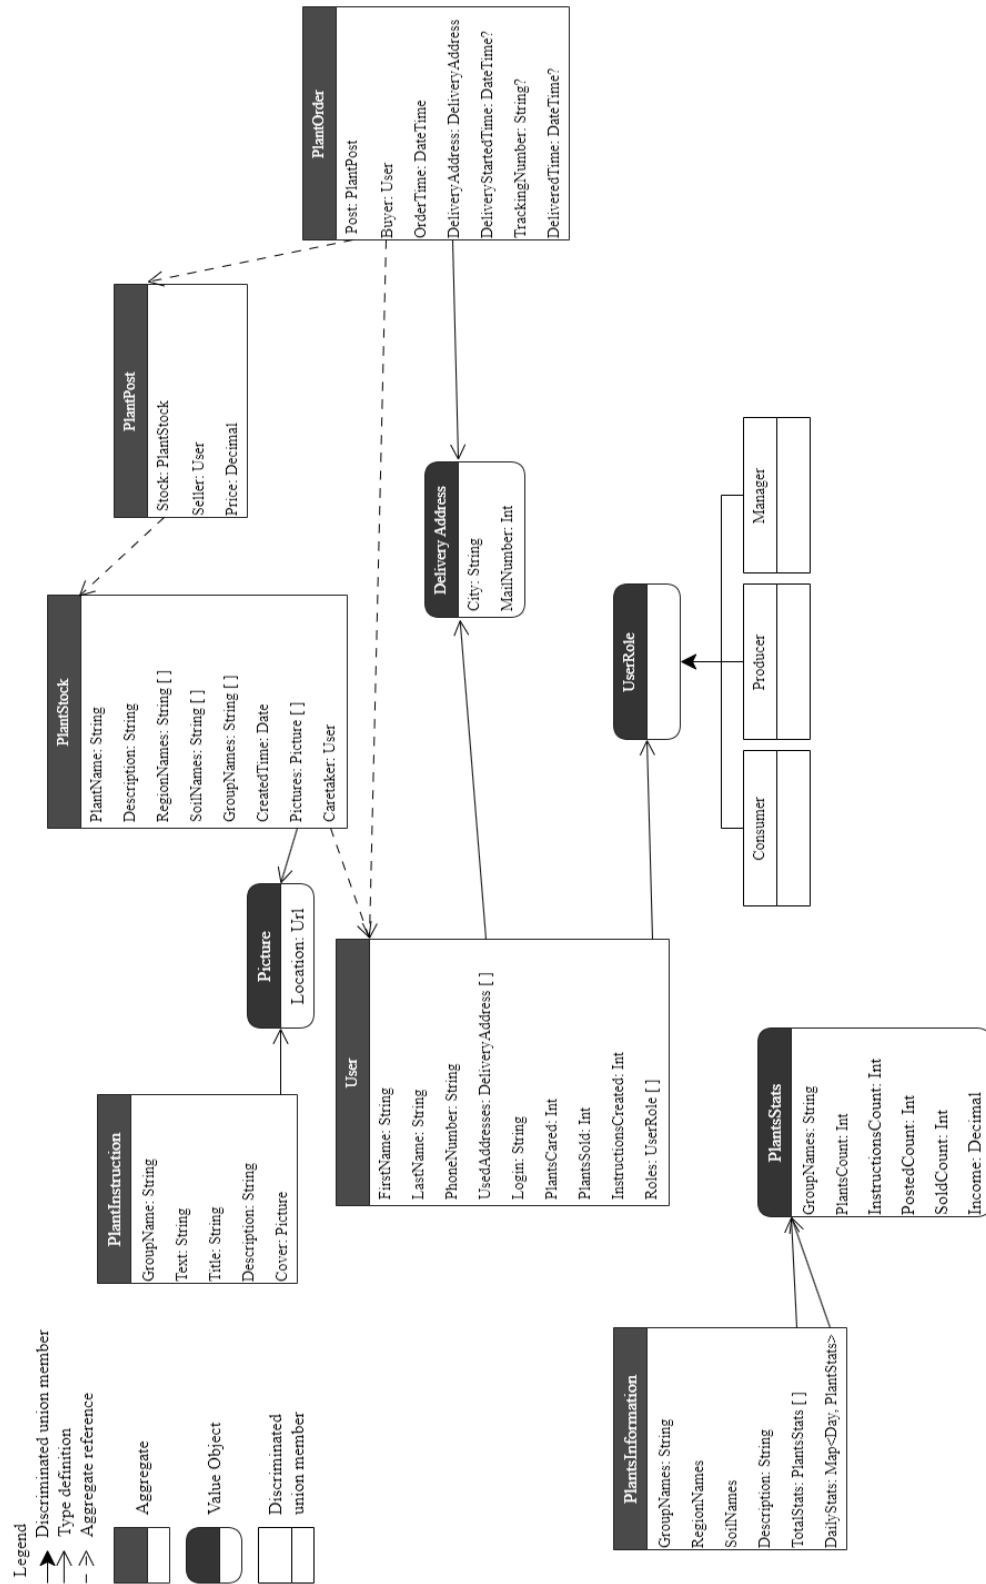 Legend
Discriminated union member
Type definition
Aggregate reference
Aggregate
Value Object
Discriminated
union member
PlantInstruction
GroupName: String
Text: String
Title: String
Description: String
Cover: Picture
Picture
Location: Url
PlantStock
PlantName: String
Description: String
RegionNames: String [ ]
SoilNames: String [ ]
GroupNames: String [ ]
CreatedTime: Date
Pictures: Picture [ ]
Caretaker: User
PlantPost
Stock: PlantStock
Seller: User
Price: Decimal
PlantOrder
Post: PlantPost
Buyer: User
OrderTime: DateTime
DeliveryAddress: DeliveryAddress
DeliveryStartedTime: DateTime?
TrackingNumber: String?
DeliveredTime: DateTime?
User
FirstName: String
LastName: String
PhoneNumber: String
UsedAddresses: DeliveryAddress [ ]
Login: String
PlantsCared: Int
PlantsSold: Int
InstructionsCreated: Int
Roles: UserRole [ ]
Delivery Address
City: String
MailNumber: Int
UserRole
Consumer
Producer
Manager
PlantsInformation
GroupNames: String
RegionNames
SoilNames
Description: String
TotalStats: PlantsStats [ ]
DailyStats: Map<Day, PlantStats>
PlantsStats
GroupNames: String
PlantsCount: Int
InstructionsCount: Int
PostedCount: Int
SoldCount: Int
Income: Decimal